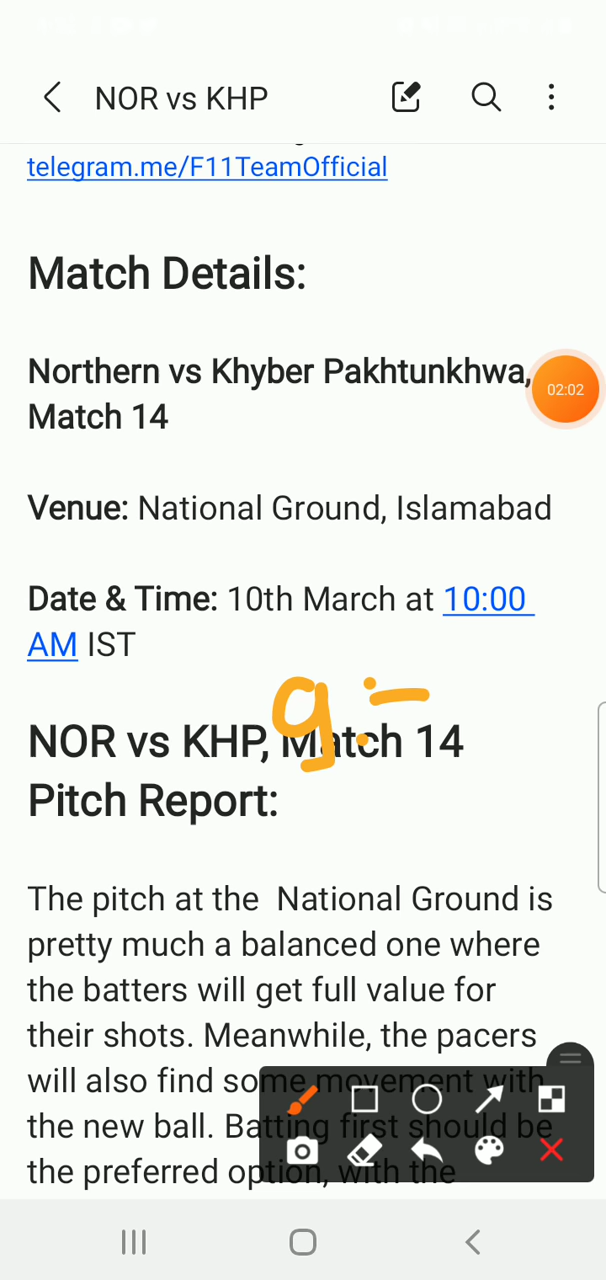 NOR vs KHP
telegram.me/F11TeamOfficial
Match Details:
Northern vs Khyber Pakhtunkhwa,
Match 14
02:02
Venue: National Ground, Islamabad
Date & Time: 10th March at 10:00
AM IST
9:-
NOR vs KHP, Match 14
Pitch Report:
The pitch at the  National Ground is
pretty much a balanced one where
the batters will get full value for
their shots. Meanwhile, the pacers
will also find some movement with
the new ball. Batting first should be
the preferred option, with the